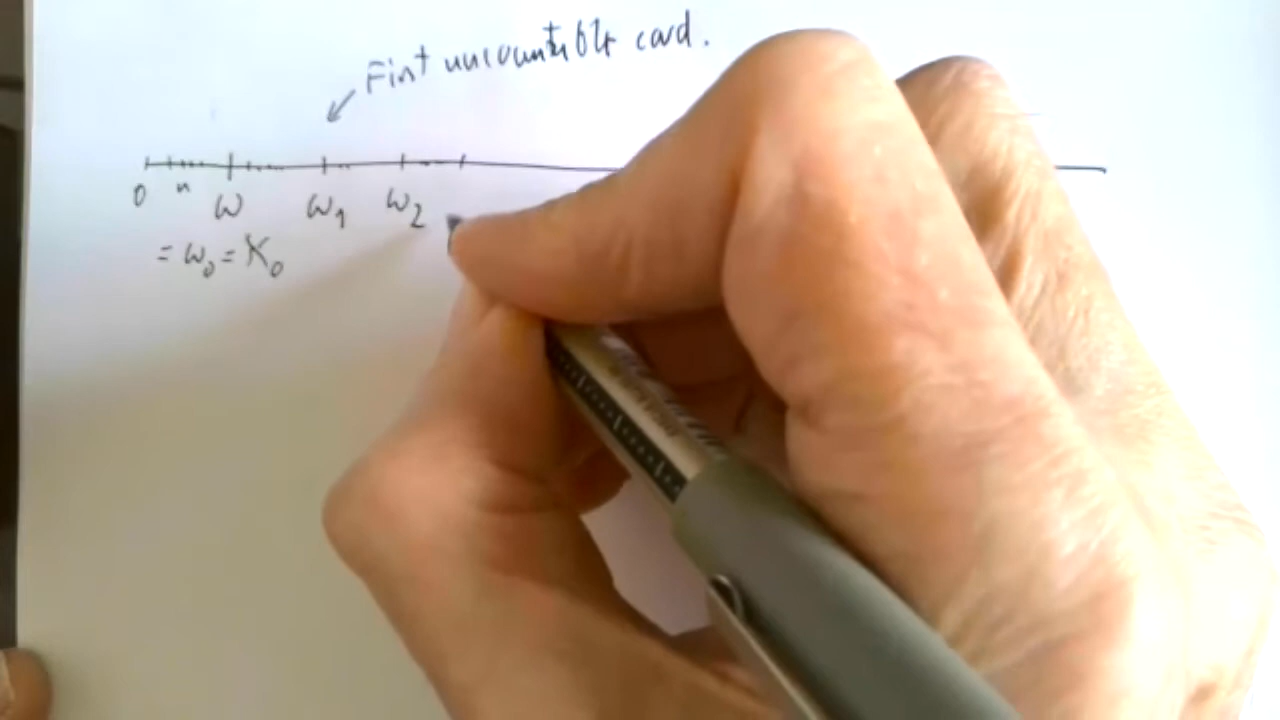 First uncountable card.
0 n ω ω₁ ω₂
= ω₀ = ℵ₀